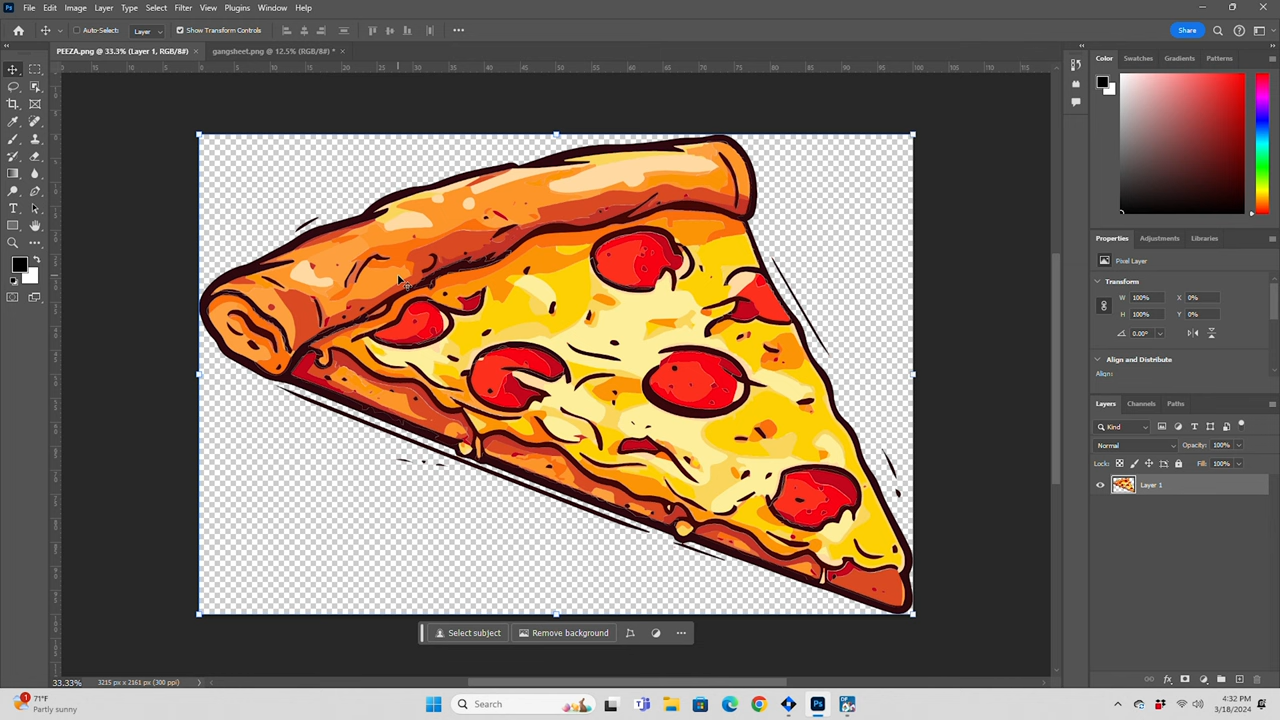 Ps File Edit Image Layer Type Select Filter View Plugins Window Help
Auto-Select: Layer Show Transform Controls Share
PEEZA.png @ 33.3% (Layer 1, RGB/8#) × gangsheet.png @ 12.5% (RGB/8#) * ×
Color Swatches Gradients Patterns
Properties Adjustments Libraries
Pixel Layer
Transform
W 100% X 0%
H 100% Y 0%
0.00°
Align and Distribute
Align:
Layers Channels Paths
Kind
Normal Opacity: 100%
Lock: Fill: 100%
Layer 1
Select subject Remove background
33.33% 3215 px x 2161 px (300 ppi)
1 71°F
Partly sunny
Search
Ps
DF
4:32 PM
3/18/2024